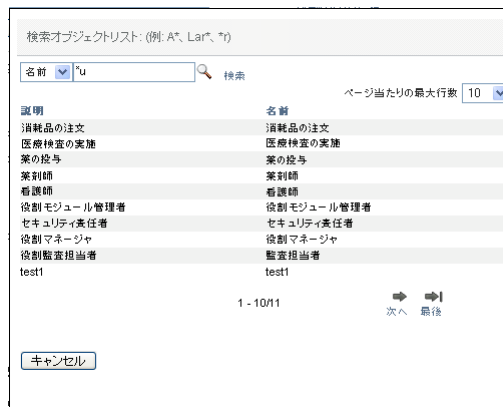 検索オブジェクトリスト: (例: A*、Lar*、*r)
名前 *u 検索
ページ当たりの最大行数 10
説明 名前
消耗品の注文 消耗品の注文
医療検査の実施 医療検査の実施
薬の投与 薬の投与
薬剤師 薬剤師
看護師 看護師
役割モジュール管理者 役割モジュール管理者
セキュリティ責任者 セキュリティ責任者
役割マネージャ 役割マネージャ
役割監査担当者 監査担当者
test1 test1
1 - 10/11 次へ 最後
キャンセル